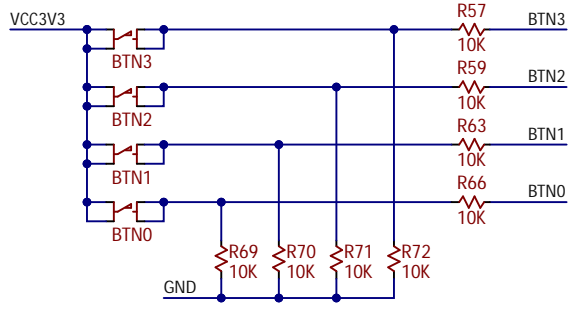 VCC3V3
R57
BTN3
10K
BTN3
R59
BTN2
10K
BTN2
R63
BTN1
10K
BTN1
R66
BTN0
10K
BTN0
R69 R70 R71 R72
10K 10K 10K 10K
GND